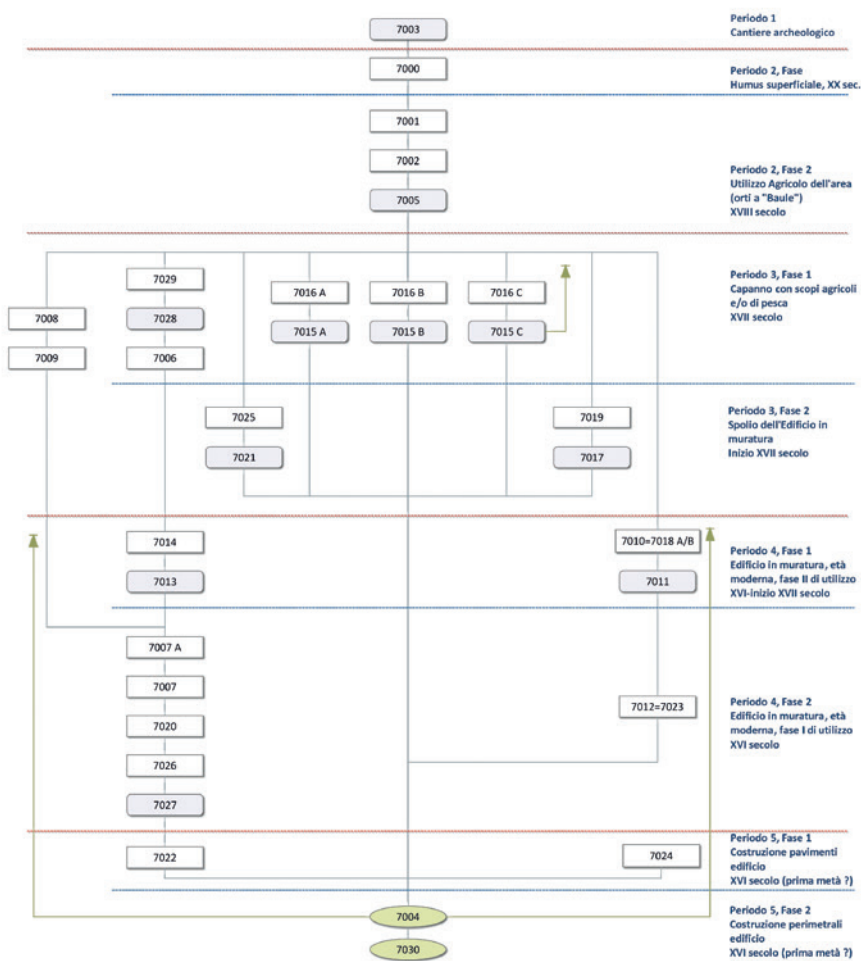 7003
Periodo 1
Cantiere archeologico
7000
Periodo 2, Fase
Humus superficiale, XX sec.
7001
7002
7005
Periodo 2, Fase 2
Utilizzo Agricolo dell'area
(orti a "Baule")
XVIII secolo
7029
7016 A
7016 B
7016 C
7008
7028
7015 A
7015 B
7015 C
7009
7006
Periodo 3, Fase 1
Capanno con scopi agricoli
e/o di pesca
XVII secolo
7025
7019
7021
7017
Periodo 3, Fase 2
Spolio dell'Edificio in
muratura
Inizio XVII secolo
7014
7010=7018 A/B
7013
7011
Periodo 4, Fase 1
Edificio in muratura, età
moderna, fase II di utilizzo
XVI-inizio XVII secolo
7007 A
7007
7012=7023
7020
7026
7027
Periodo 4, Fase 2
Edificio in muratura, età
moderna, fase I di utilizzo
XVI secolo
7022
7024
Periodo 5, Fase 1
Costruzione pavimenti
edificio
XVI secolo (prima metà ?)
7004
7030
Periodo 5, Fase 2
Costruzione perimetrali
edificio
XVI secolo (prima metà ?)